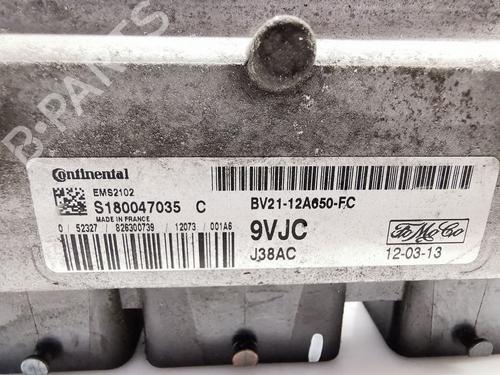 B-PARTS
Continental
EMS2102
S180047035 C
MADE IN FRANCE
0 52327 / 826300739 / 12073 / 001A6
BV21-12A650-FC
9VJC
J38AC
FoMoCo
12-03-13